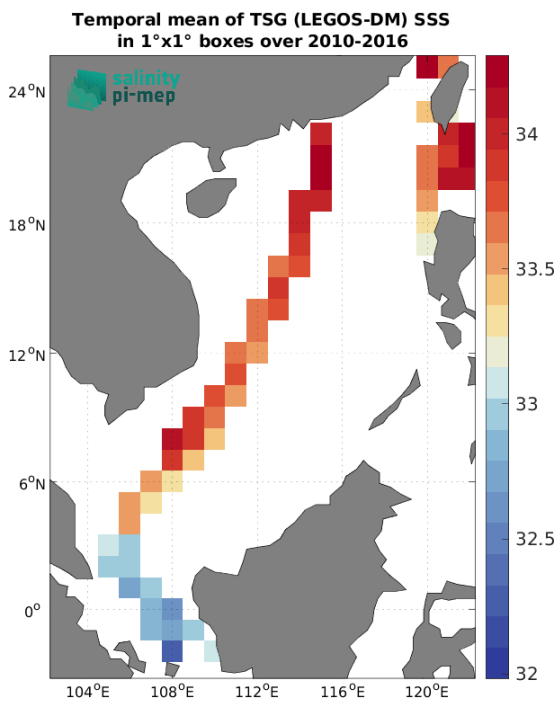 Temporal mean of TSG (LEGOS-DM) SSS
in 1°x1° boxes over 2010-2016
salinity
pi-mep
24°N
18°N
12°N
6°N
0°
104°E
108°E
112°E
116°E
120°E
34
33.5
33
32.5
32